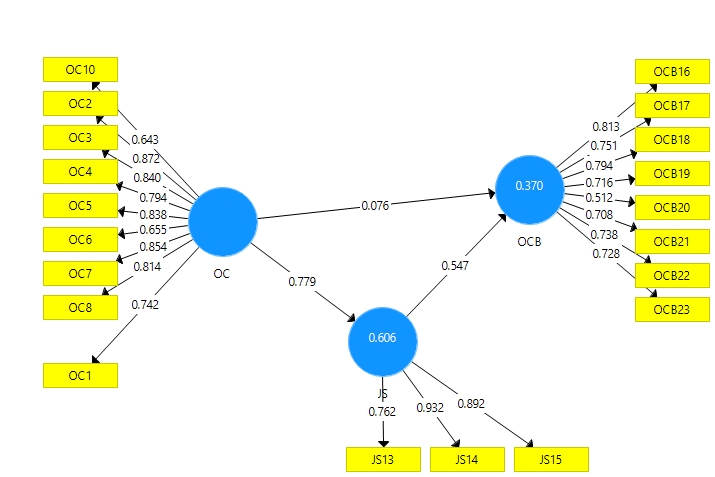 OC10
OC2
OC3
OC4
OC5
OC6
OC7
OC8
OC1
0.643
0.872
0.840
0.794
0.838
0.655
0.854
0.814
0.742
OC
0.076
0.779
0.547
0.370
OCB
0.606
JS
0.762
0.932
0.892
JS13
JS14
JS15
0.813
0.751
0.794
0.716
0.512
0.708
0.738
0.728
OCB16
OCB17
OCB18
OCB19
OCB20
OCB21
OCB22
OCB23